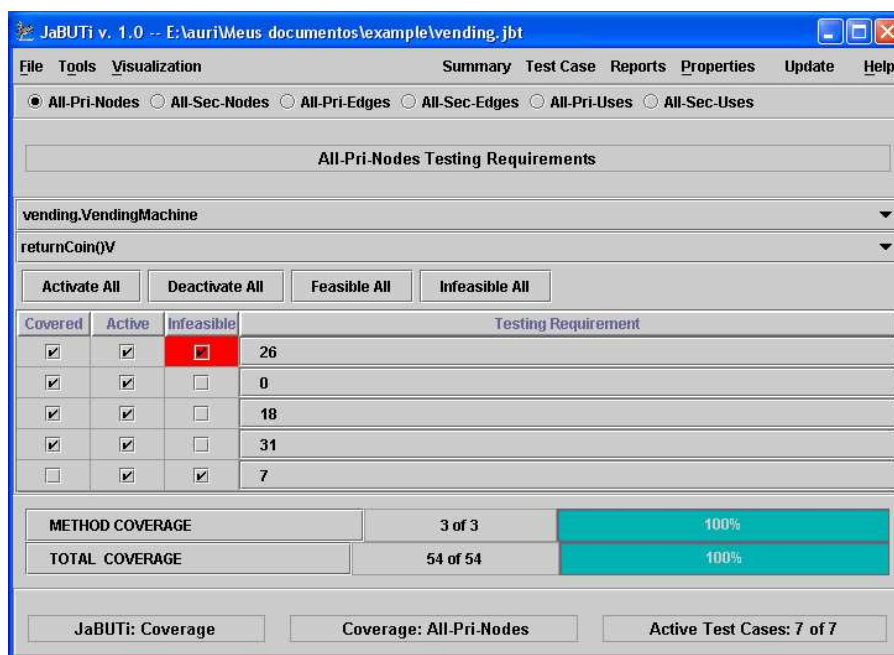 JaBUTi v. 1.0 -- E:\auri\Meus documentos\example\vending.jbt
File Tools Visualization Summary Test Case Reports Properties Update Help
All-Pri-Nodes All-Sec-Nodes All-Pri-Edges All-Sec-Edges All-Pri-Uses All-Sec-Uses
All-Pri-Nodes Testing Requirements
vending.VendingMachine
returnCoin()V
Activate All Deactivate All Feasible All Infeasible All
Covered Active Infeasible Testing Requirement
26
0
18
31
7
METHOD COVERAGE 3 of 3 100%
TOTAL COVERAGE 54 of 54 100%
JaBUTi: Coverage Coverage: All-Pri-Nodes Active Test Cases: 7 of 7